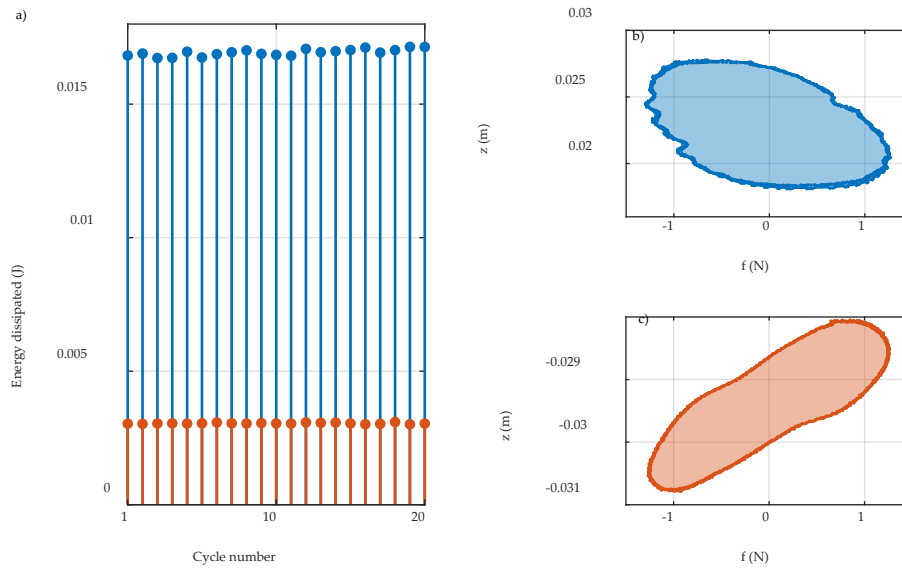 a)
0.015
0.01
0.005
0
Energy dissipated (J)
1
10
20
Cycle number
b)
0.03
0.025
0.02
z (m)
-1
0
1
f (N)
c)
-0.029
-0.03
-0.031
z (m)
-1
0
1
f (N)